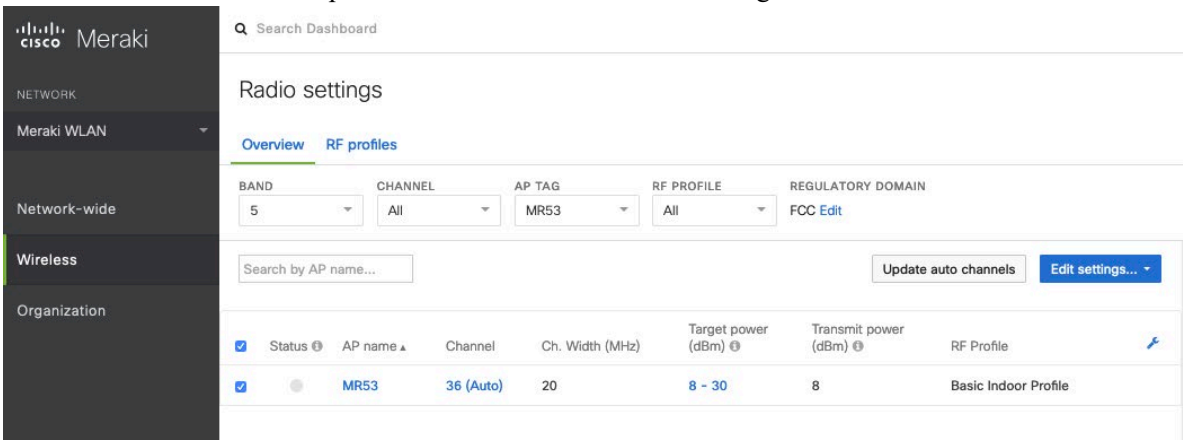 cisco Meraki
Search Dashboard
NETWORK
Meraki WLAN
Network-wide
Wireless
Organization
Radio settings
Overview RF profiles
BAND CHANNEL AP TAG RF PROFILE REGULATORY DOMAIN
5 All MR53 All FCC Edit
Search by AP name... Update auto channels Edit settings...
Status AP name Channel Ch. Width (MHz) Target power (dBm) Transmit power (dBm) RF Profile
MR53 36 (Auto) 20 8 - 30 8 Basic Indoor Profile